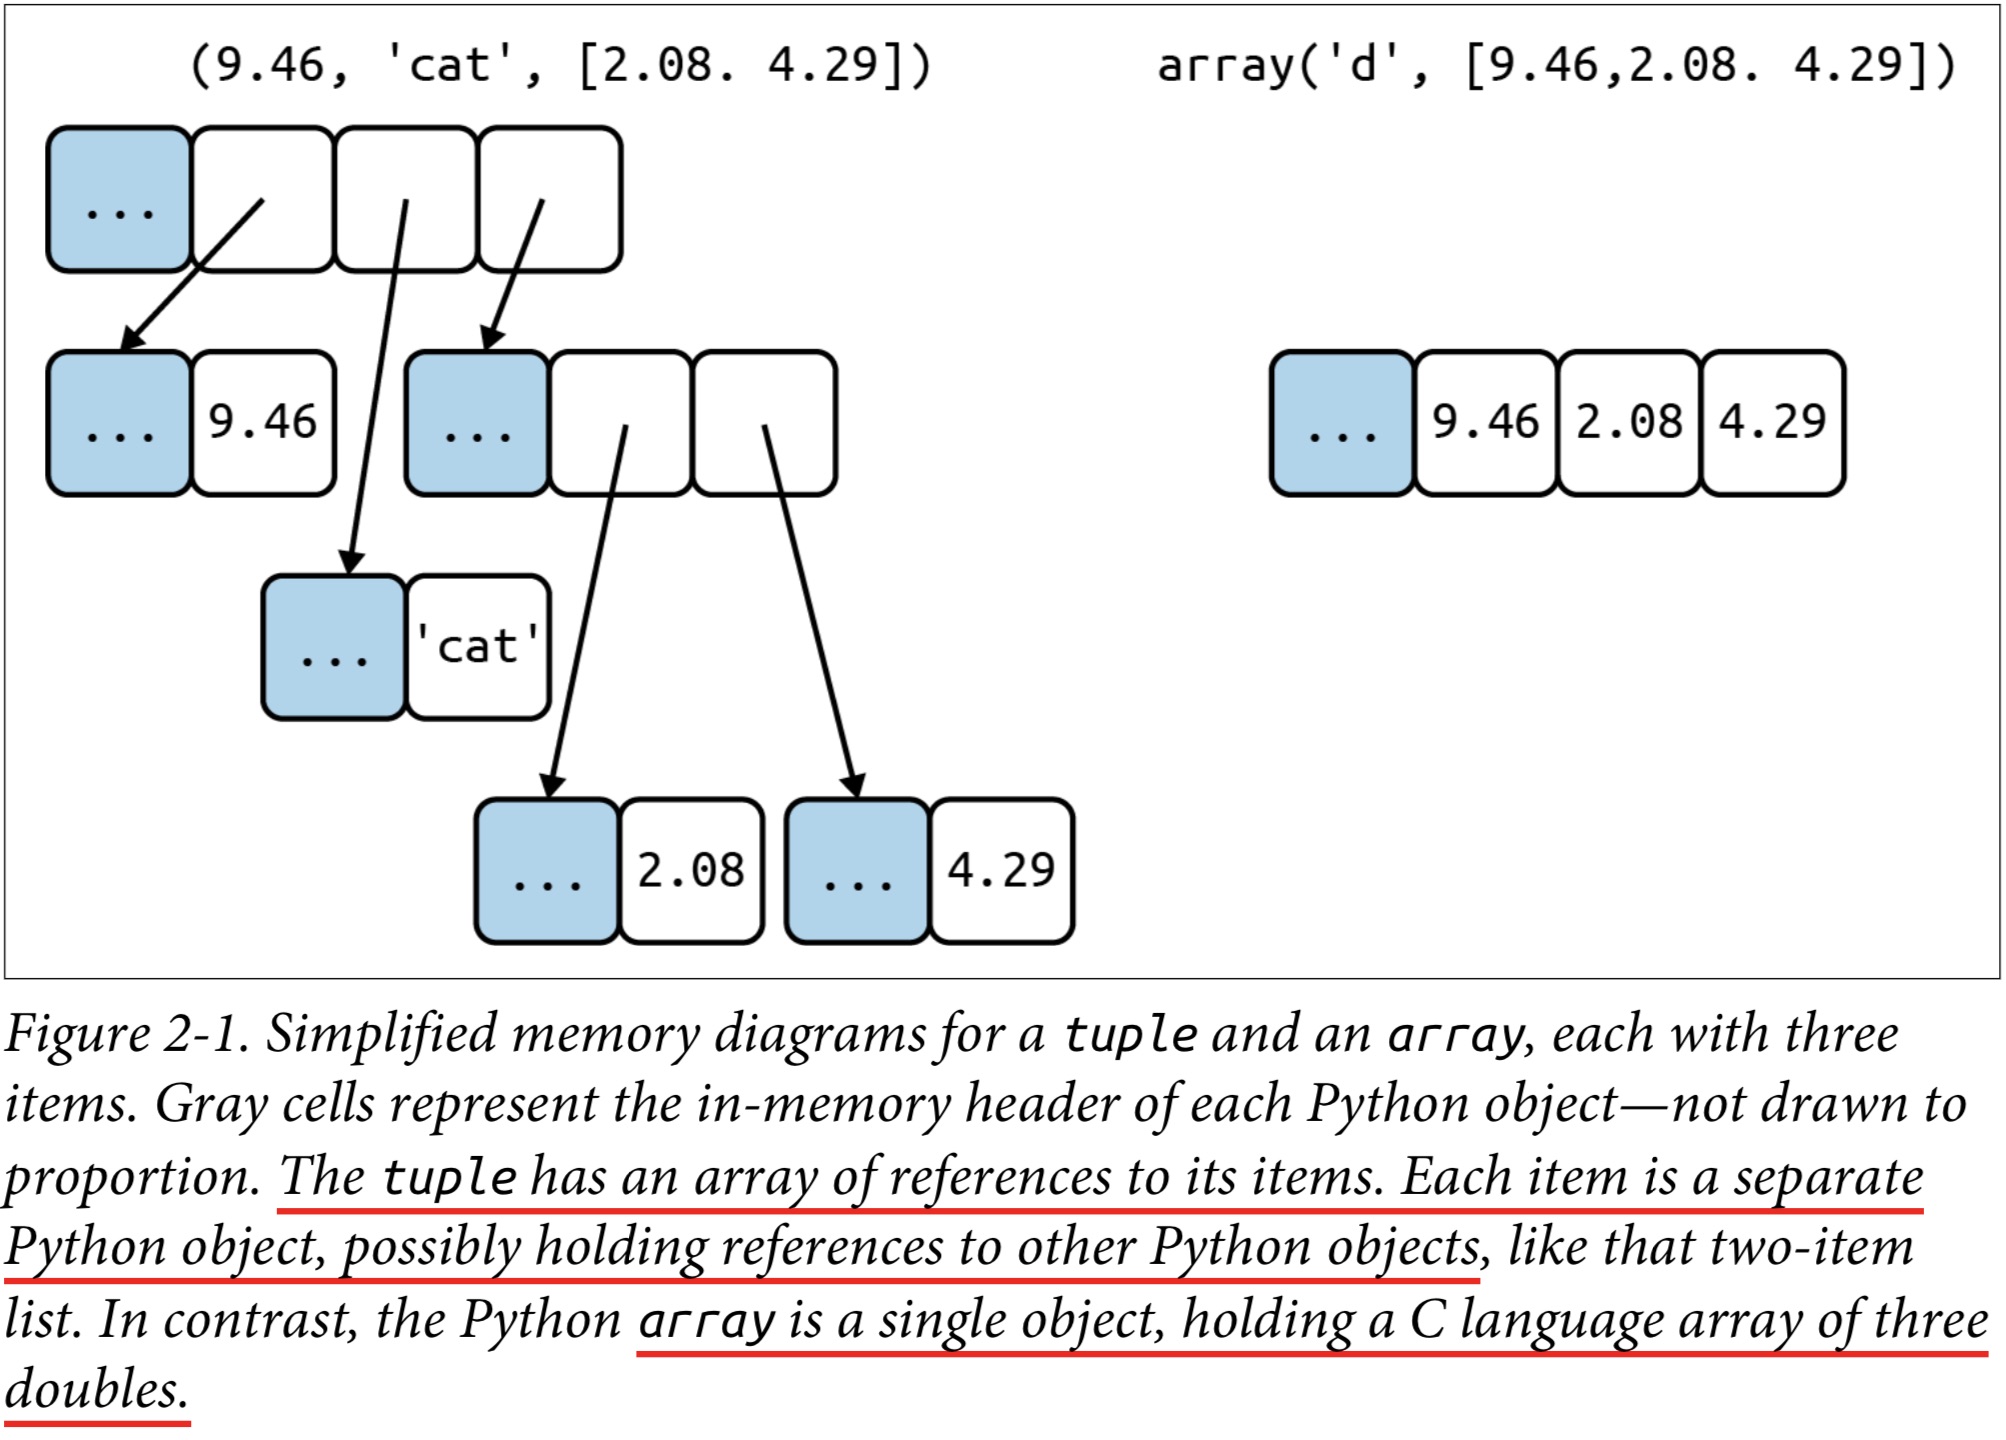 (9.46, 'cat', [2.08. 4.29])
array('d', [9.46,2.08. 4.29])
...
... 9.46
...
... 9.46 2.08 4.29
... 'cat'
... 2.08
... 4.29
Figure 2-1. Simplified memory diagrams for a tuple and an array, each with three
items. Gray cells represent the in-memory header of each Python object—not drawn to
proportion. The tuple has an array of references to its items. Each item is a separate
Python object, possibly holding references to other Python objects, like that two-item
list. In contrast, the Python array is a single object, holding a C language array of three
doubles.